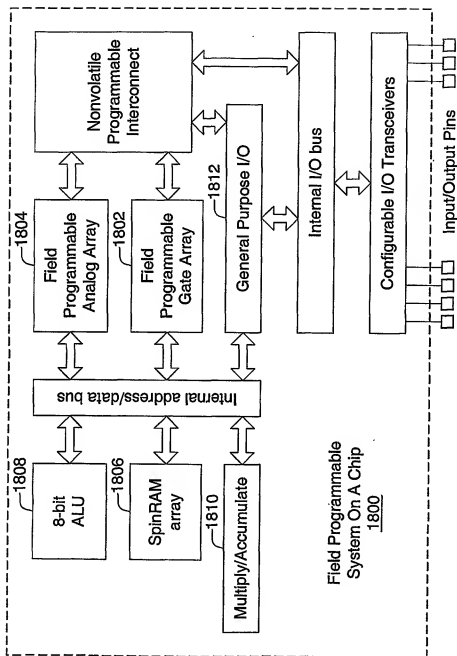 1808
8-bit
ALU
1806
SpinRAM
array
1810
Multiply/Accumulate
Internal address/data bus
1804
Field
Programmable
Analog Array
1802
Field
Programmable
Gate Array
General Purpose I/O
1812
Nonvolatile
Programmable
Interconnect
Internal I/O bus
Configurable I/O Transceivers
Input/Output Pins
Field Programmable
System On A Chip
1800